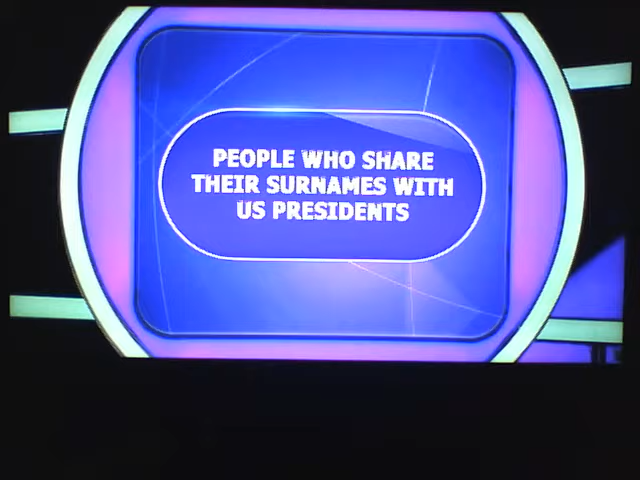 PEOPLE WHO SHARE
THEIR SURNAMES WITH
US PRESIDENTS